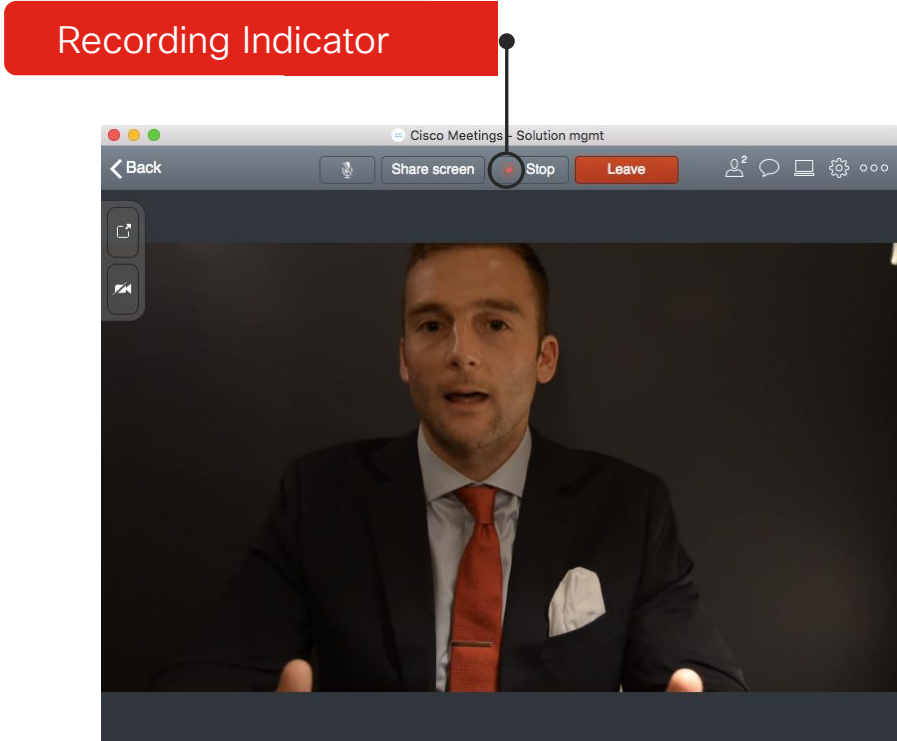 Recording Indicator
Cisco Meetings - Solution mgmt
Back
Share screen
Stop
Leave
2